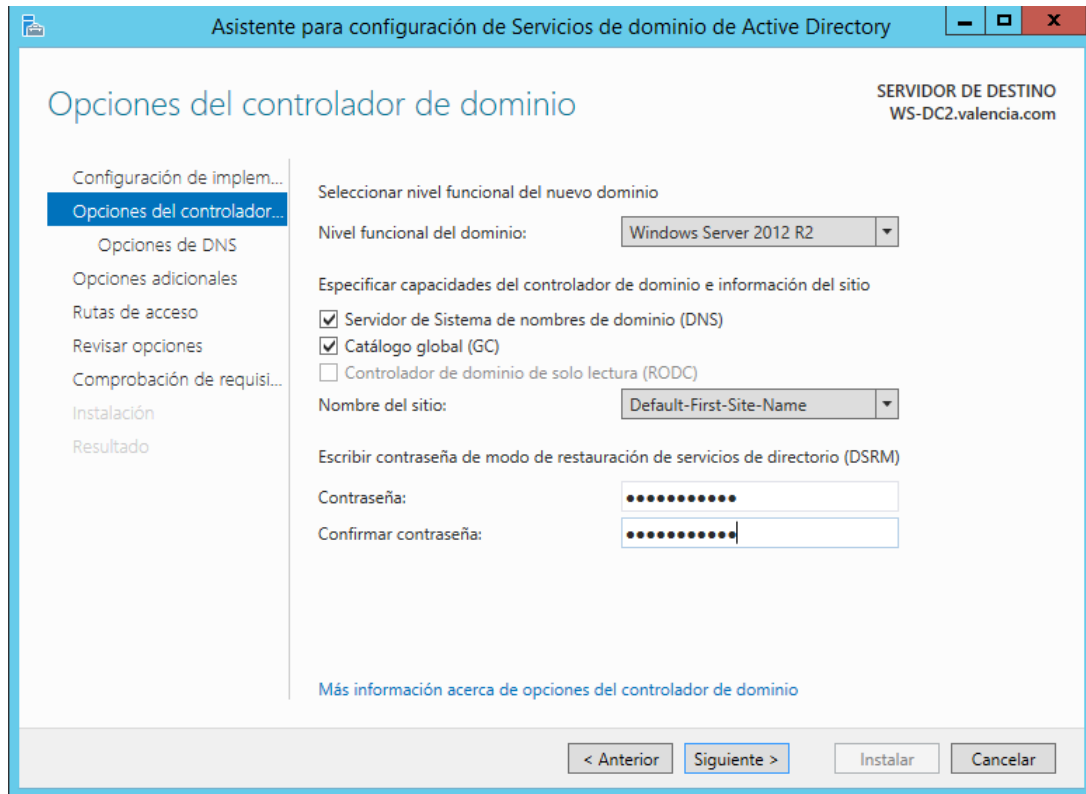 Asistente para configuración de Servicios de dominio de Active Directory
Opciones del controlador de dominio
SERVIDOR DE DESTINO
WS-DC2.valencia.com
Configuración de implem...
Opciones del controlador...
Opciones de DNS
Opciones adicionales
Rutas de acceso
Revisar opciones
Comprobación de requisi...
Instalación
Resultado
Seleccionar nivel funcional del nuevo dominio
Nivel funcional del dominio: Windows Server 2012 R2
Especificar capacidades del controlador de dominio e información del sitio
Servidor de Sistema de nombres de dominio (DNS)
Catálogo global (GC)
Controlador de dominio de solo lectura (RODC)
Nombre del sitio: Default-First-Site-Name
Escribir contraseña de modo de restauración de servicios de directorio (DSRM)
Contraseña: ●●●●●●●●●●●
Confirmar contraseña: ●●●●●●●●●●●
Más información acerca de opciones del controlador de dominio
< Anterior Siguiente > Instalar Cancelar